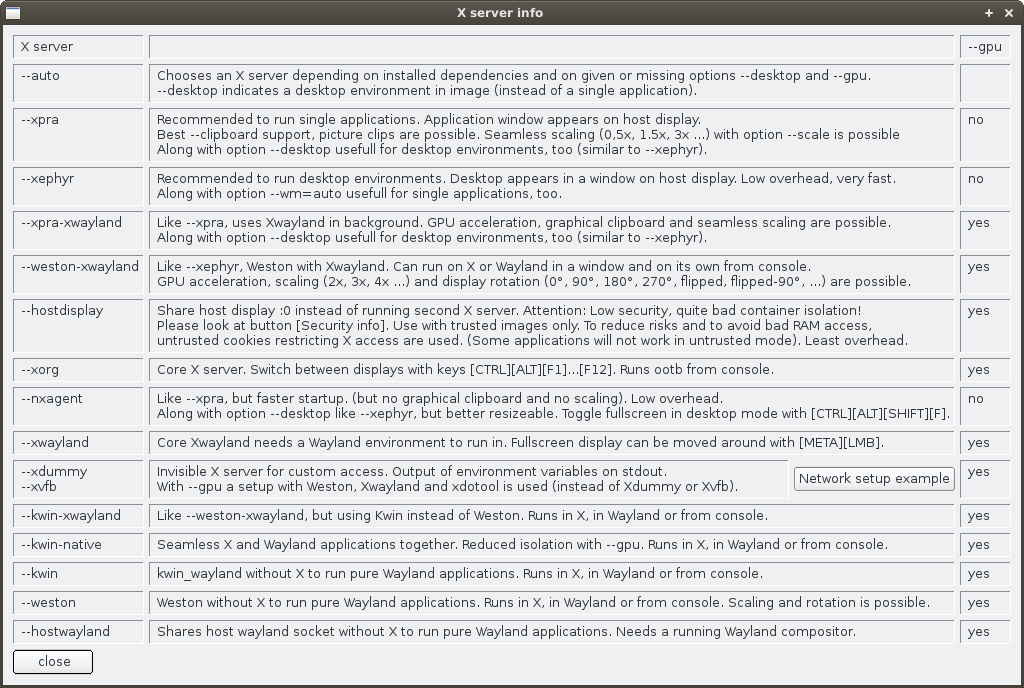 X server info
X server --gpu
--auto Chooses an X server depending on installed dependencies and on given or missing options --desktop and --gpu.
--desktop indicates a desktop environment in image (instead of a single application).
--xpra Recommended to run single applications. Application window appears on host display. no
Best --clipboard support, picture clips are possible. Seamless scaling (0,5x, 1.5x, 3x ...) with option --scale is possible
Along with option --desktop usefull for desktop environments, too (similar to --xephyr).
--xephyr Recommended to run desktop environments. Desktop appears in a window on host display. Low overhead, very fast. no
Along with option --wm=auto usefull for single applications, too.
--xpra-xwayland Like --xpra, uses Xwayland in background. GPU acceleration, graphical clipboard and seamless scaling are possible. yes
Along with option --desktop usefull for desktop environments, too (similar to --xephyr).
--weston-xwayland Like --xephyr, Weston with Xwayland. Can run on X or Wayland in a window and on its own from console. yes
GPU acceleration, scaling (2x, 3x, 4x ...) and display rotation (0°, 90°, 180°, 270°, flipped, flipped-90°, ...) are possible.
--hostdisplay Share host display :0 instead of running second X server. Attention: Low security, quite bad container isolation! yes
Please look at button [Security info]. Use with trusted images only. To reduce risks and to avoid bad RAM access,
untrusted cookies restricting X access are used. (Some applications will not work in untrusted mode). Least overhead.
--xorg Core X server. Switch between displays with keys [CTRL][ALT][F1]...[F12]. Runs ootb from console. yes
--nxagent Like --xpra, but faster startup. (but no graphical clipboard and no scaling). Low overhead. no
Along with option --desktop like --xephyr, but better resizeable. Toggle fullscreen in desktop mode with [CTRL][ALT][SHIFT][F].
--xwayland Core Xwayland needs a Wayland environment to run in. Fullscreen display can be moved around with [META][LMB]. yes
--xdummy Invisible X server for custom access. Output of environment variables on stdout. yes
--xvfb With --gpu a setup with Weston, Xwayland and xdotool is used (instead of Xdummy or Xvfb). Network setup example
--kwin-xwayland Like --weston-xwayland, but using Kwin instead of Weston. Runs in X, in Wayland or from console. yes
--kwin-native Seamless X and Wayland applications together. Reduced isolation with --gpu. Runs in X, in Wayland or from console. yes
--kwin kwin_wayland without X to run pure Wayland applications. Runs in X, in Wayland or from console. yes
--weston Weston without X to run pure Wayland applications. Runs in X, in Wayland or from console. Scaling and rotation is possible. yes
--hostwayland Shares host wayland socket without X to run pure Wayland applications. Needs a running Wayland compositor. yes
close